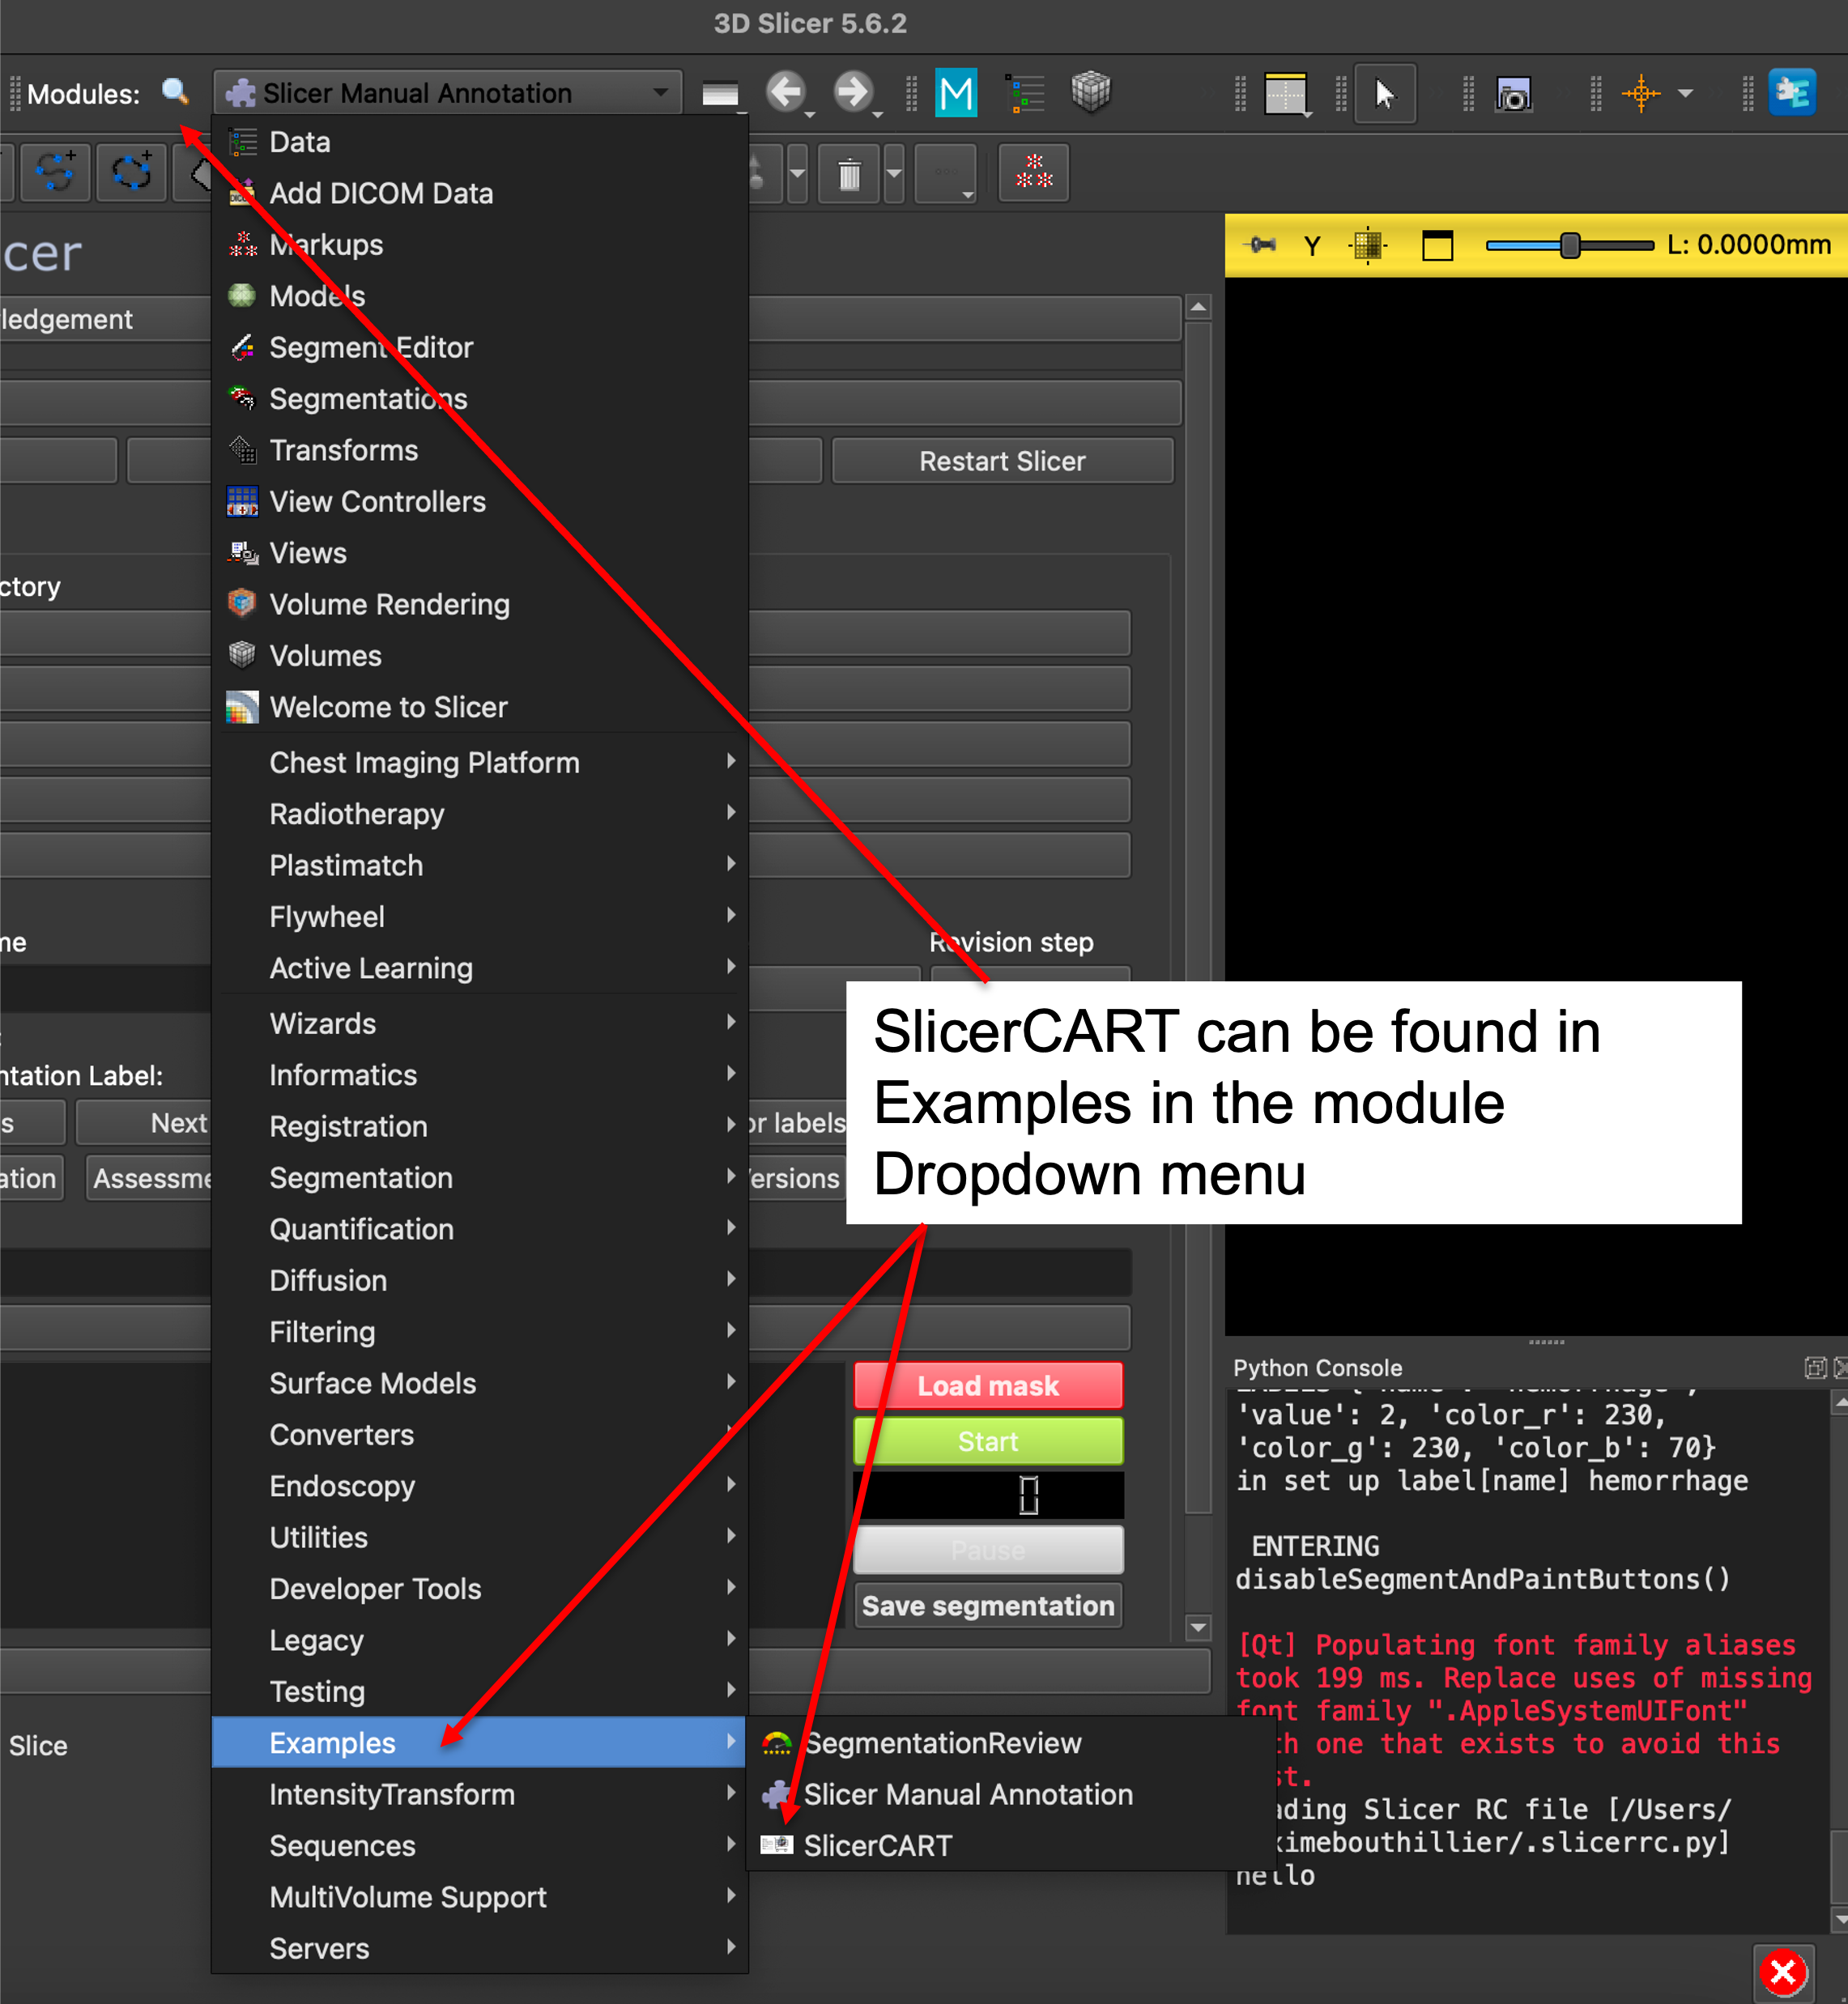 3D Slicer 5.6.2
Modules:
Slicer Manual Annotation
Data
Add DICOM Data
Markups
Models
Segment Editor
Segmentations
Transforms
View Controllers
Views
Volume Rendering
Volumes
Welcome to Slicer
Chest Imaging Platform
Radiotherapy
Plastimatch
Flywheel
Active Learning
Wizards
Informatics
Registration
Segmentation
Quantification
Diffusion
Filtering
Surface Models
Converters
Endoscopy
Utilities
Developer Tools
Legacy
Testing
Examples
IntensityTransform
Sequences
MultiVolume Support
Servers
SegmentationReview
Slicer Manual Annotation
SlicerCART
cer
ledgement
Restart Slicer
ctory
me
Revision step
ntation Label:
s
Next
or labels
ation
Assessme
ersions
SlicerCART can be found in
Examples in the module
Dropdown menu
Load mask
Start
0
Pause
Save segmentation
Slice
Y
L: 0.0000mm
Python Console
'value': 2, 'color_r': 230,
'color_g': 230, 'color_b': 70}
in set up label[name] hemorrhage
ENTERING
disableSegmentAndPaintButtons()
[Qt] Populating font family aliases
took 199 ms. Replace uses of missing
font family ".AppleSystemUIFont"
th one that exists to avoid this
st.
ading Slicer RC file [/Users/
ximebouthillier/.slicerrc.py]
hello